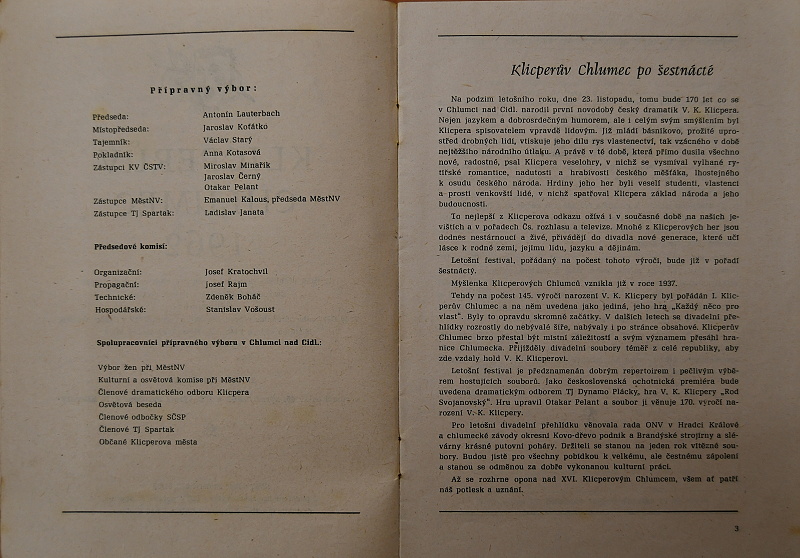 Přípravný výbor:
Předseda: Antonín Lauterbach
Místopředseda: Jaroslav Kofátko
Tajemník: Václav Starý
Pokladník: Anna Kotasová
Zástupci KV ČSTV: Miroslav Minařík
Jaroslav Černý
Otakar Pelant
Zástupce MěstNV: Emanuel Kalous, předseda MěstNV
Zástupce TJ Spartak: Ladislav Janata
Předsedové komisí:
Organizační: Josef Kratochvíl
Propagační: Josef Rajm
Technické: Zdeněk Boháč
Hospodářské: Stanislav Vošoust
Spolupracovníci přípravného výboru v Chlumci nad Cidl.:
Výbor žen při MěstNV
Kulturní a osvětová komise při MěstNV
Členové dramatického odboru Klicpera
Osvětová beseda
Členové odbočky SČSP
Členové TJ Spartak
Občané Klicperova města
Klicperův Chlumec po šestnácté
Na podzim letošního roku, dne 23. listopadu, tomu bude 170 let co se
v Chlumci nad Cidl. narodil první novodobý český dramatik V. K. Klicpera.
Nejen jazykem a dobrosrdečným humorem, ale i celým svým smýšlením byl
Klicpera spisovatelem vpravdě lidovým. Již mládí básníkovo, prožité upro-
střed drobných lidí, vtiskuje jeho dílu rys vlastenectví, tak vzácného v době
nejtěžšího národního útlaku. A právě v té době, která přímo dusila všechno
nové, radostné, psal Klicpera veselohry, v nichž se vysmíval vylhané ry-
tířské romantice, nadutosti a hrabivosti českého měšťáka, lhostejného
k osudu českého národa. Hrdiny jeho her byli veselí studenti, vlastenci
a prostí venkovští lidé, v nichž spatřoval Klicpera základ národa a jeho
budoucnosti.
To nejlepší z Klicperova odkazu ožívá i v současné době na našich je-
vištích a v pořadech Čs. rozhlasu a televize. Mnohé z Klicperových her jsou
dodnes nestárnoucí a živé, přivádějí do divadla nové generace, které učí
lásce k rodné zemi, jejímu lidu, jazyku a dějinám.
Letošní festival, pořádaný na počest tohoto výročí, bude již v pořadí
šestnáctý.
Myšlenka Klicperových Chlumců vznikla již v roce 1937.
Tehdy na počest 145. výročí narození V. K. Klicpery byl pořádán I. Klic-
perův Chlumec a na něm uvedena jako jediná, jeho hra „Každý něco pro
vlast". Byly to opravdu skromné začátky. V dalších letech se divadelní pře-
hlídky rozrostly do nebývalé šíře, nabývaly i po stránce obsahové. Klicperův
Chlumec brzo přestal být místní záležitostí a svým významem přesáhl hra-
nice Chlumecka. Přijížděly divadelní soubory téměř z celé republiky, aby
zde vzdaly hold V. K. Klicperovi.
Letošní festival je předznamenán dobrým repertoirem i pečlivým výbě-
rem hostujících souborů. Jako československá ochotnická premiéra bude
uvedena dramatickým odborem TJ Dynamo Plácky, hra V. K. Klicpery „Rod
Svojanovský". Hru upravil Otakar Pelant a soubor ji věnuje 170. výročí na-
rození V. K. Klicpery.
Pro letošní divadelní přehlídku věnovala rada ONV v Hradci Králové
a chlumecké závody okresní Kovo-dřevo podnik a Brandýské strojírny a slé-
várny krásné putovní poháry. Držiteli se stanou na jeden rok vítězné sou-
bory. Budou jistě pro všechny pobídkou k velkému, ale čestnému zápolení
a stanou se odměnou za dobře vykonanou kulturní práci.
Až se rozhrne opona nad XVI. Klicperovým Chlumcem, všem ať patří
náš potlesk a uznání.
3